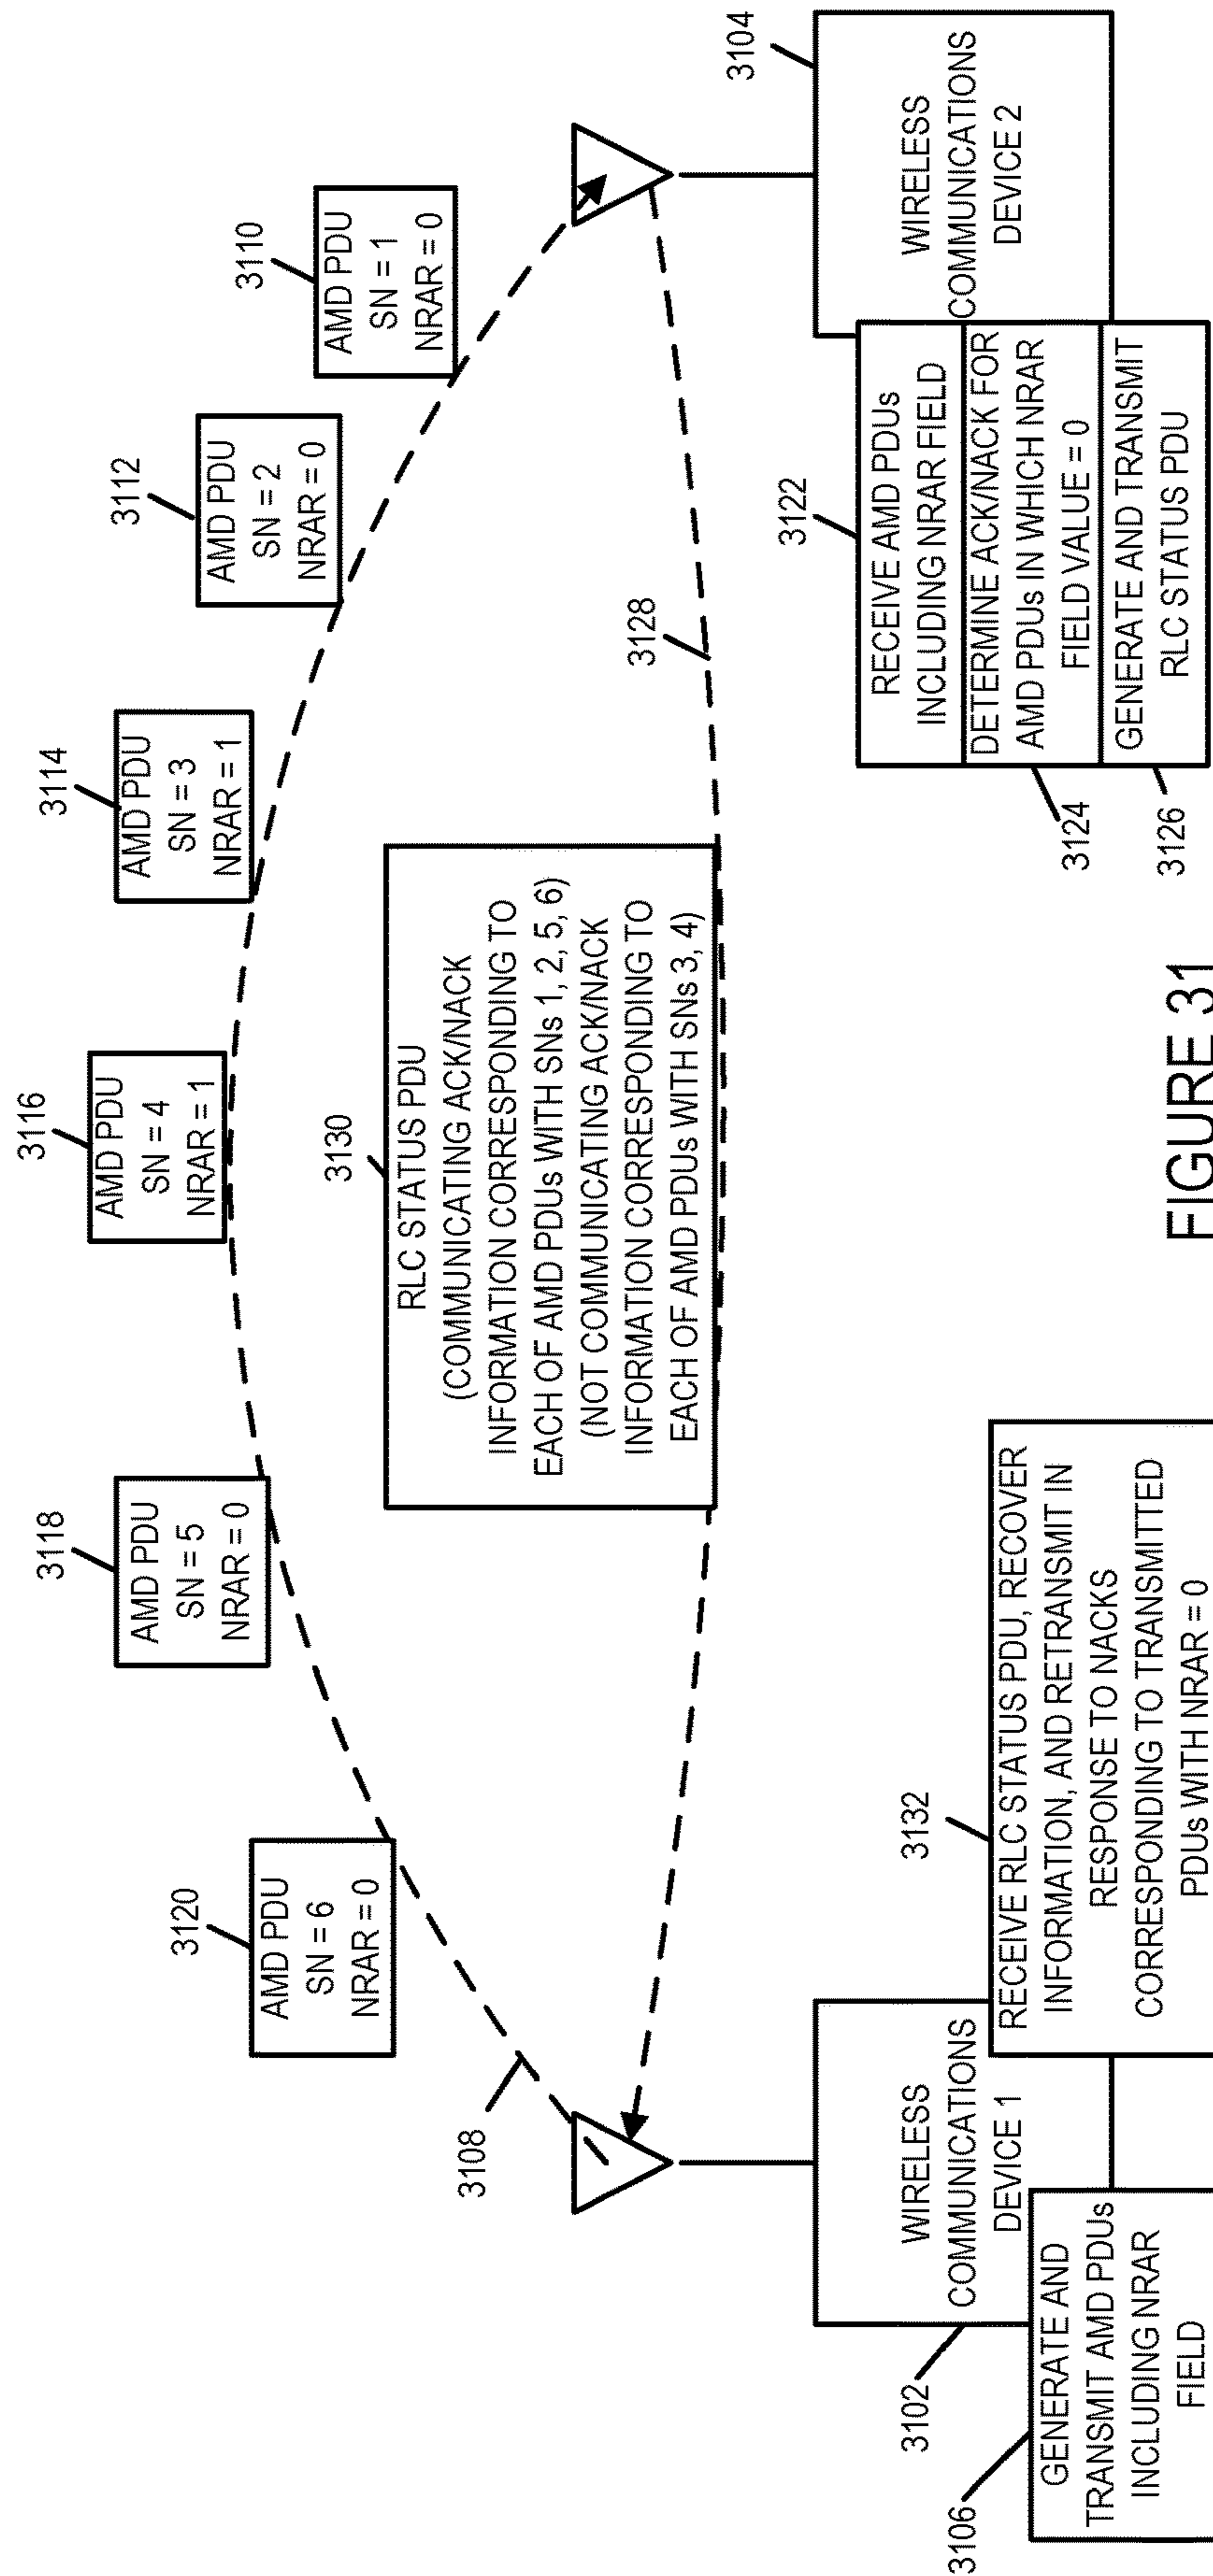 3120
AMD PDU
SN = 6
NRAR = 0
3118
AMD PDU
SN = 5
NRAR = 0
3116
AMD PDU
SN = 4
NRAR = 1
3114
AMD PDU
SN = 3
NRAR = 1
3112
AMD PDU
SN = 2
NRAR = 0
3110
AMD PDU
SN = 1
NRAR = 0
3108
3130
RLC STATUS PDU
(COMMUNICATING ACK/NACK
INFORMATION CORRESPONDING TO
EACH OF AMD PDUs WITH SNs 1, 2, 5, 6)
(NOT COMMUNICATING ACK/NACK
INFORMATION CORRESPONDING TO
EACH OF AMD PDUs WITH SNs 3, 4)
3128
3102
WIRELESS
COMMUNICATIONS
DEVICE 1
3106
GENERATE AND
TRANSMIT AMD PDUs
INCLUDING NRAR
FIELD
3132
RECEIVE RLC STATUS PDU, RECOVER
INFORMATION, AND RETRANSMIT IN
RESPONSE TO NACKS
CORRESPONDING TO TRANSMITTED
PDUs WITH NRAR = 0
3104
WIRELESS
COMMUNICATIONS
DEVICE 2
3122
RECEIVE AMD PDUs
INCLUDING NRAR FIELD
3124
DETERMINE ACK/NACK FOR
AMD PDUs IN WHICH NRAR
FIELD VALUE = 0
3126
GENERATE AND TRANSMIT
RLC STATUS PDU
FIGURE 31